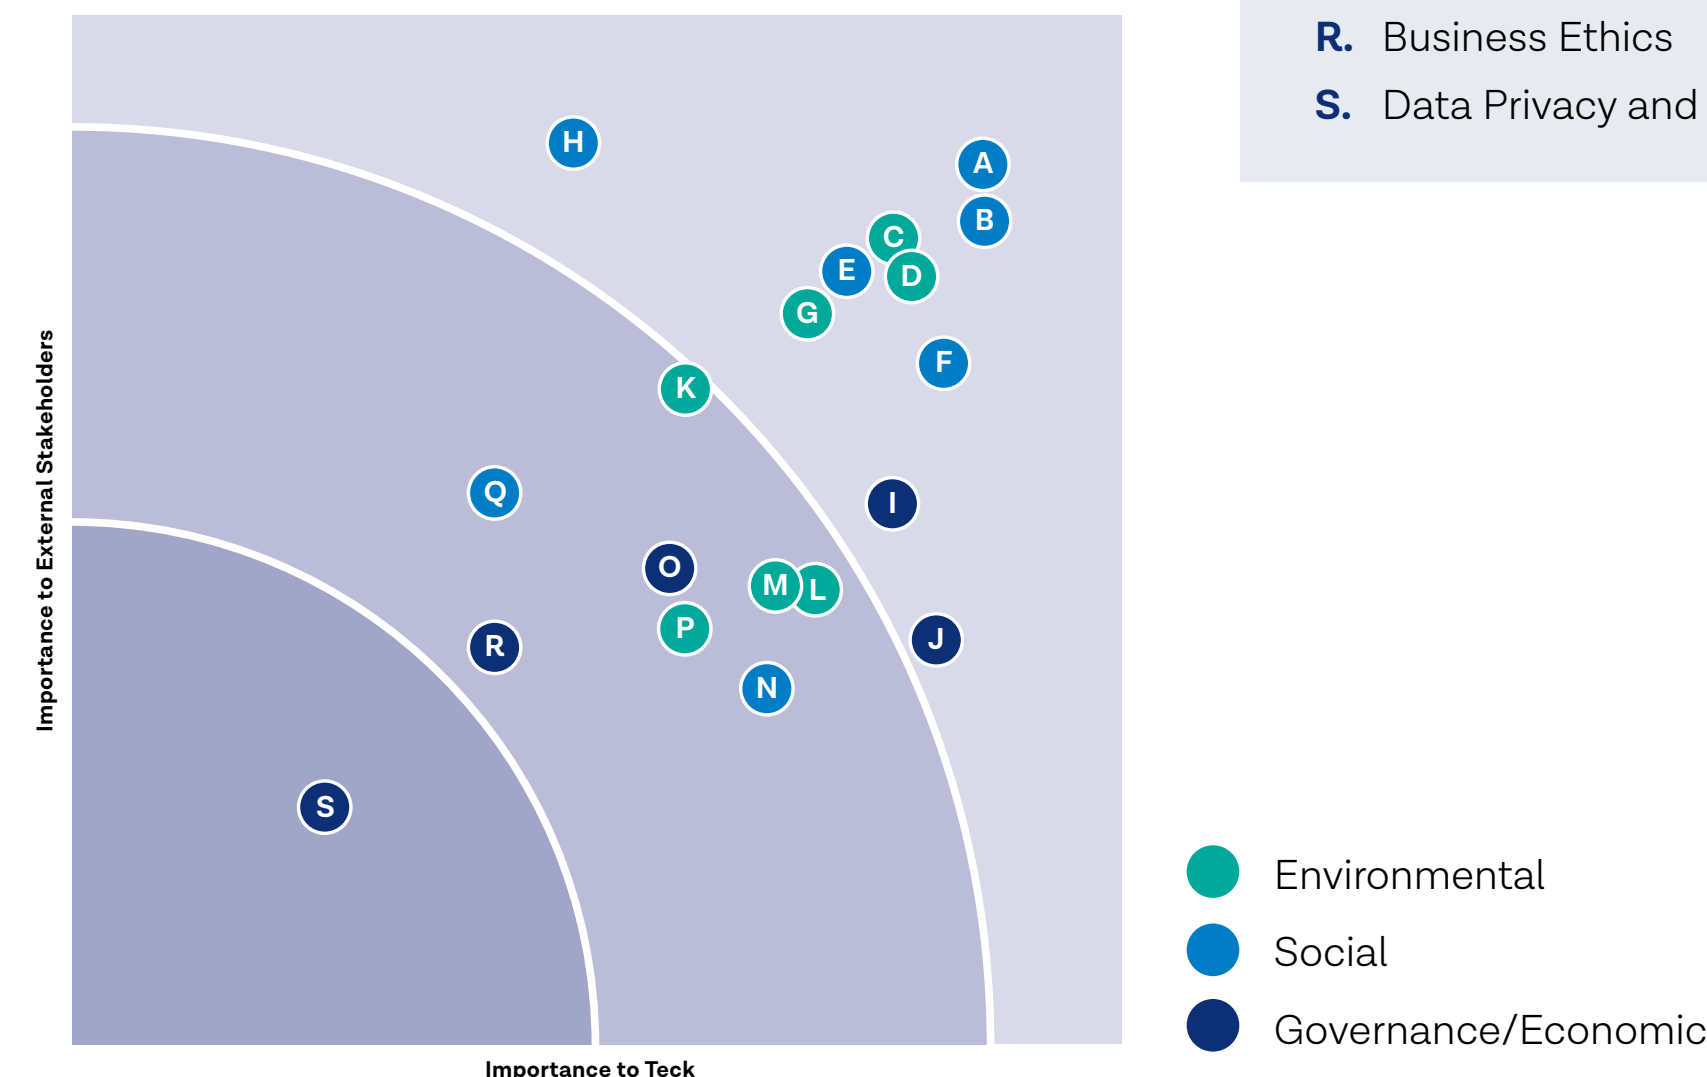 R. Business Ethics
S. Data Privacy and
H
A
B
C
E
D
G
F
K
Q
I
O
M L
P
J
R
N
S
Importance to External Stakeholders
Importance to Teck
Environmental
Social
Governance/Economic